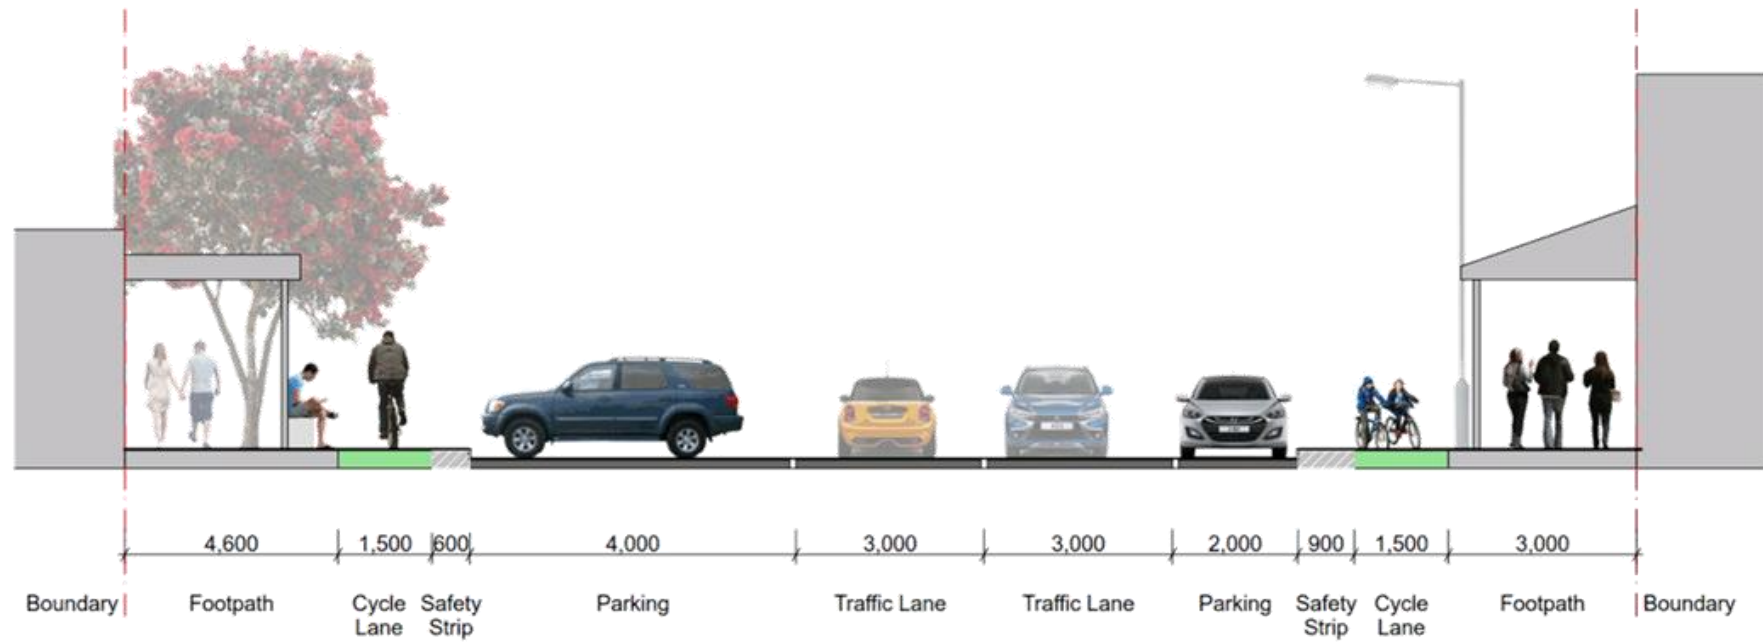 4,600 1,500 600 4,000 3,000 3,000 2,000 900 1,500 3,000
Boundary Footpath Cycle Safety Parking Traffic Lane Traffic Lane Parking Safety Cycle Footpath Boundary
Lane Strip Strip Lane